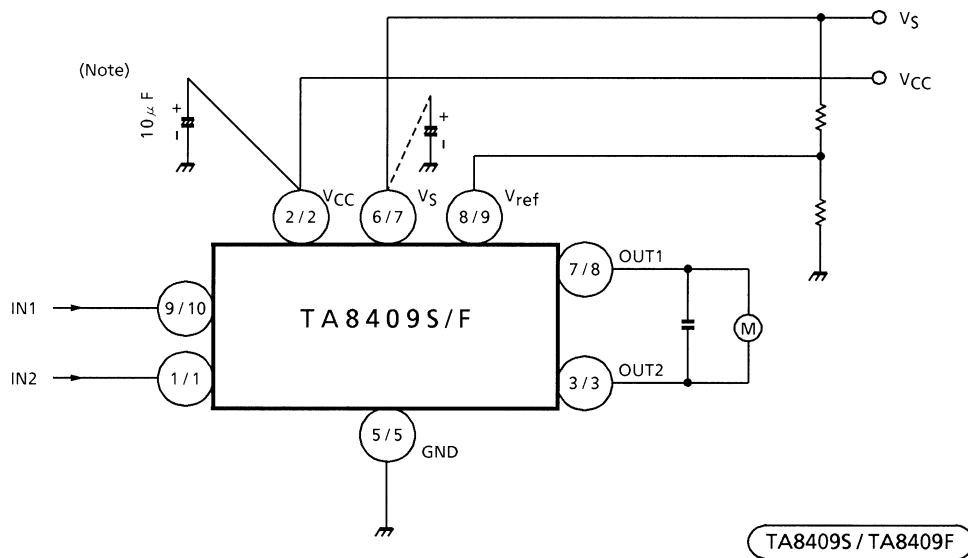 VS
(Note)
VCC
10μF
+
-
+
-
VCC
VS
Vref
2/2
6/7
8/9
7/8
OUT1
IN1
9/10
TA8409S/F
M
IN2
1/1
3/3
OUT2
5/5
GND
TA8409S / TA8409F